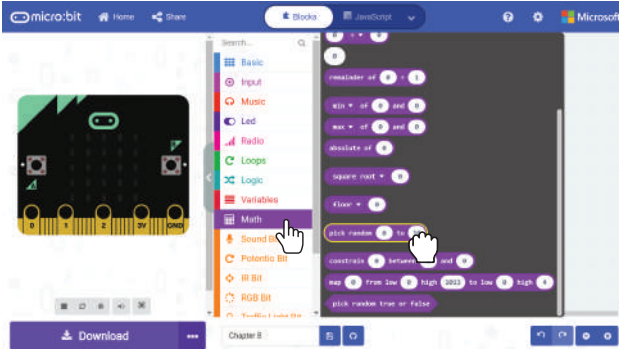 micro:bit Home Share Blocks JavaScript Microsoft
Search...
Basic
Input
Music
Led
Radio
Loops
Logic
Variables
Math
Potentio Bit
IR Bit
RGB Bit
0
remainder of 0 ÷ 1
min of 0 and 0
max of 0 and 0
absolute of 0
square root 0
floor 0
pick random 0 to
constrain 0 between and 0
map 0 from low 0 high 1023 to low 0 high 4
pick random true or false
A
B
0 1 2 3V GND
Download
Chapter 8